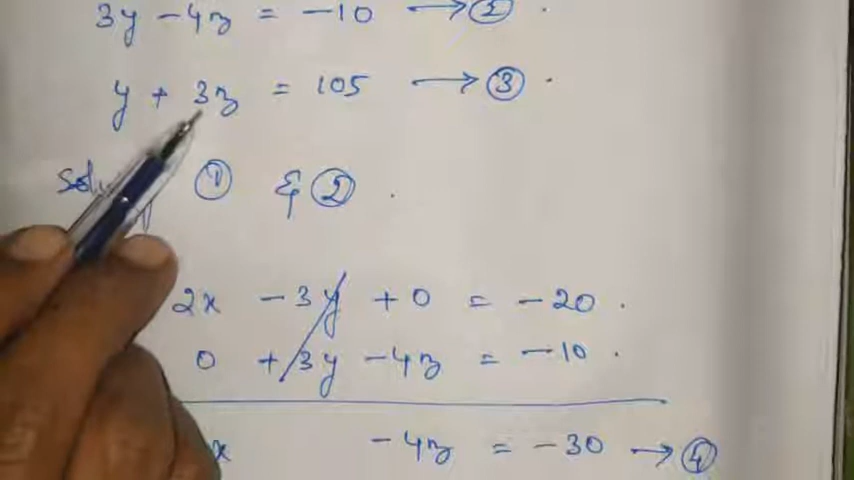 3y - 4z = -10 → ②
y + 3z = 105 → ③
① & ②
2x - 3y + 0 = -20
0 + 3y - 4z = -10
x - 4z = -30 → ④